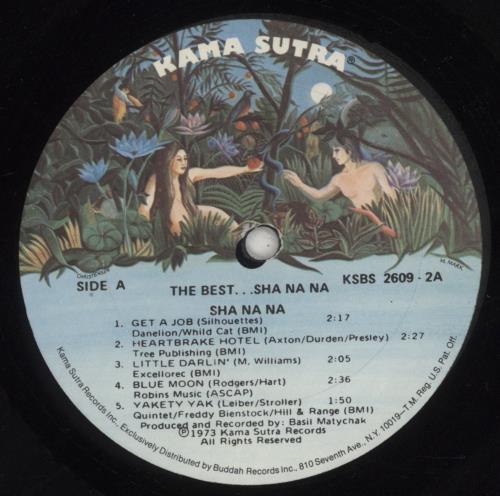 KAMA SUTRA®
CHRISTENSEN
H. MARK
SIDE A
THE BEST...SHA NA NA
KSBS 2609 - 2A
SHA NA NA
1. GET A JOB (Silhouettes) 2:17
Danelion/Whild Cat (BMI)
2. HEARTBRAKE HOTEL (Axton/Durden/Presley) 2:27
Tree Publishing (BMI)
3. LITTLE DARLIN' (M. Williams) 2:05
Excellorec (BMI)
4. BLUE MOON (Rodgers/Hart) 2:36
Robins Music (ASCAP)
5. YAKETY YAK (Leiber/Stroller) 1:50
Quintet/Freddy Bienstock/Hill & Range (BMI)
Produced and Recorded by: Basil Matychak
Ⓟ1973 Kama Sutra Records
All Rights Reserved
Kama Sutra Records Inc., Exclusively Distributed by Buddah Records Inc., 810 Seventh Ave., N.Y. 10019—T.M. Reg. U.S. Pat. Off.